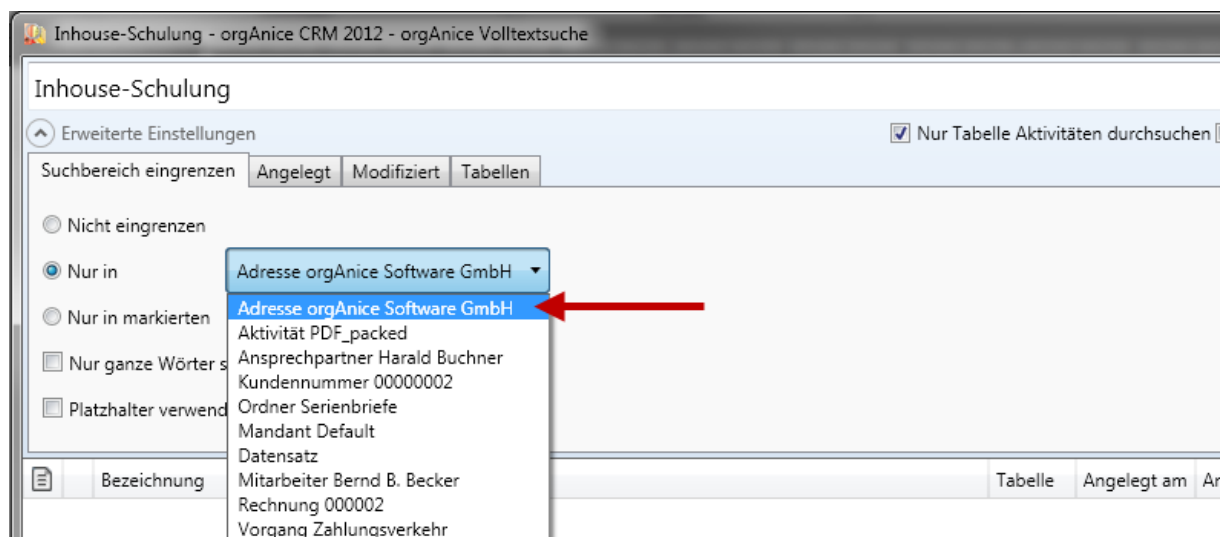 Inhouse-Schulung - orgAnice CRM 2012 - orgAnice Volltextsuche
Inhouse-Schulung
Erweiterte Einstellungen
Nur Tabelle Aktivitäten durchsuchen
Suchbereich eingrenzen Angelegt Modifiziert Tabellen
Nicht eingrenzen
Nur in Adresse orgAnice Software GmbH
Adresse orgAnice Software GmbH
Nur in markierten
Aktivität PDF_packed
Ansprechpartner Harald Buchner
Nur ganze Wörter s
Kundennummer 00000002
Ordner Serienbriefe
Platzhalter verwend
Mandant Default
Datensatz
Bezeichnung Mitarbeiter Bernd B. Becker Tabelle Angelegt am
Rechnung 000002
Vorgang Zahlungsverkehr